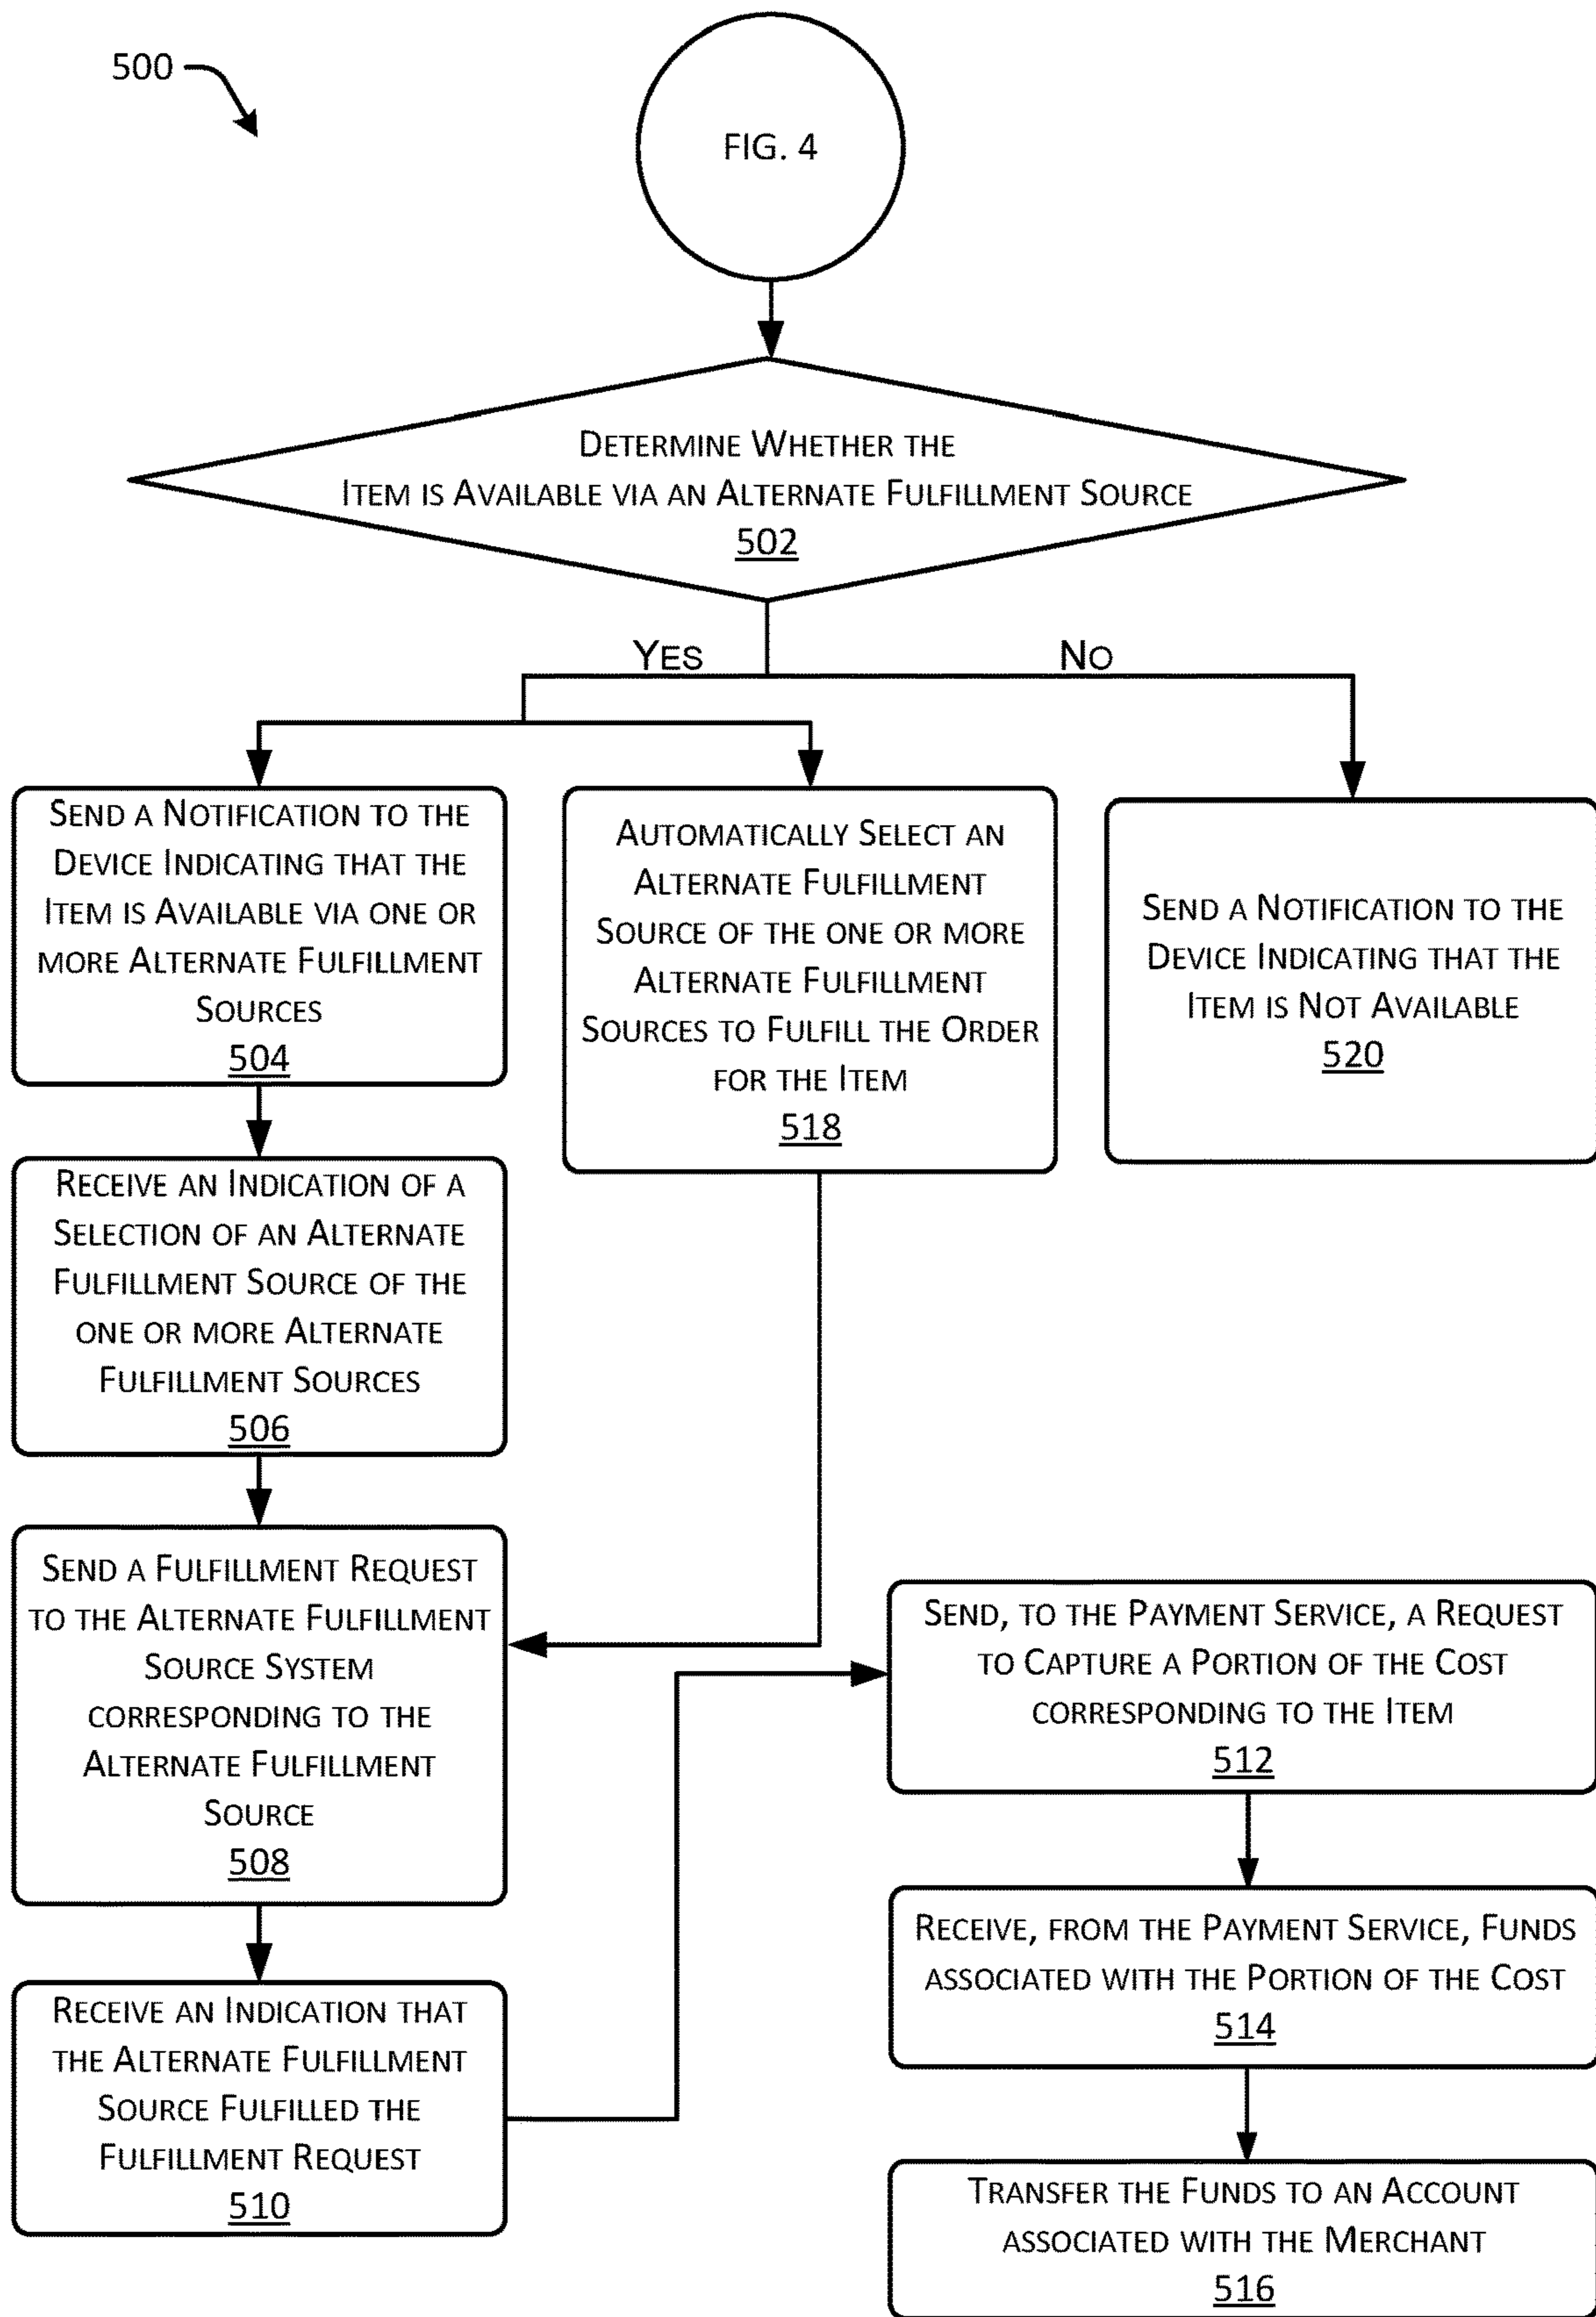 500
FIG. 4
DETERMINE WHETHER THE
ITEM IS AVAILABLE VIA AN ALTERNATE FULFILLMENT SOURCE
502
YES
NO
SEND A NOTIFICATION TO THE
DEVICE INDICATING THAT THE
ITEM IS AVAILABLE VIA ONE OR
MORE ALTERNATE FULFILLMENT
SOURCES
504
AUTOMATICALLY SELECT AN
ALTERNATE FULFILLMENT
SOURCE OF THE ONE OR MORE
ALTERNATE FULFILLMENT
SOURCES TO FULFILL THE ORDER
FOR THE ITEM
518
SEND A NOTIFICATION TO THE
DEVICE INDICATING THAT THE
ITEM IS NOT AVAILABLE
520
RECEIVE AN INDICATION OF A
SELECTION OF AN ALTERNATE
FULFILLMENT SOURCE OF THE
ONE OR MORE ALTERNATE
FULFILLMENT SOURCES
506
SEND A FULFILLMENT REQUEST
TO THE ALTERNATE FULFILLMENT
SOURCE SYSTEM
CORRESPONDING TO THE
ALTERNATE FULFILLMENT
SOURCE
508
RECEIVE AN INDICATION THAT
THE ALTERNATE FULFILLMENT
SOURCE FULFILLED THE
FULFILLMENT REQUEST
510
SEND, TO THE PAYMENT SERVICE, A REQUEST
TO CAPTURE A PORTION OF THE COST
CORRESPONDING TO THE ITEM
512
RECEIVE, FROM THE PAYMENT SERVICE, FUNDS
ASSOCIATED WITH THE PORTION OF THE COST
514
TRANSFER THE FUNDS TO AN ACCOUNT
ASSOCIATED WITH THE MERCHANT
516